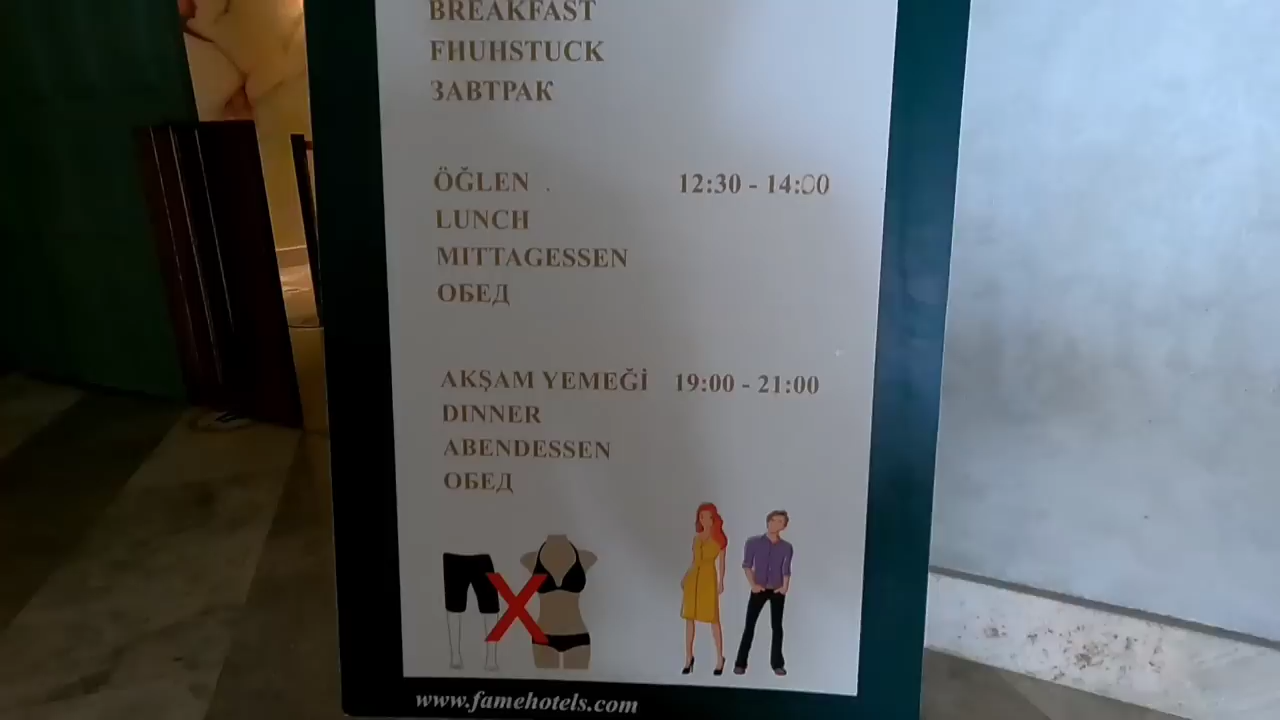 BREAKFAST
FHUHSTUCK
ЗАВТРАК
ÖĞLEN 12:30 - 14:00
LUNCH
MITTAGESSEN
ОБЕД
AKŞAM YEMEĞİ 19:00 - 21:00
DINNER
ABENDESSEN
ОБЕД
www.famehotels.com